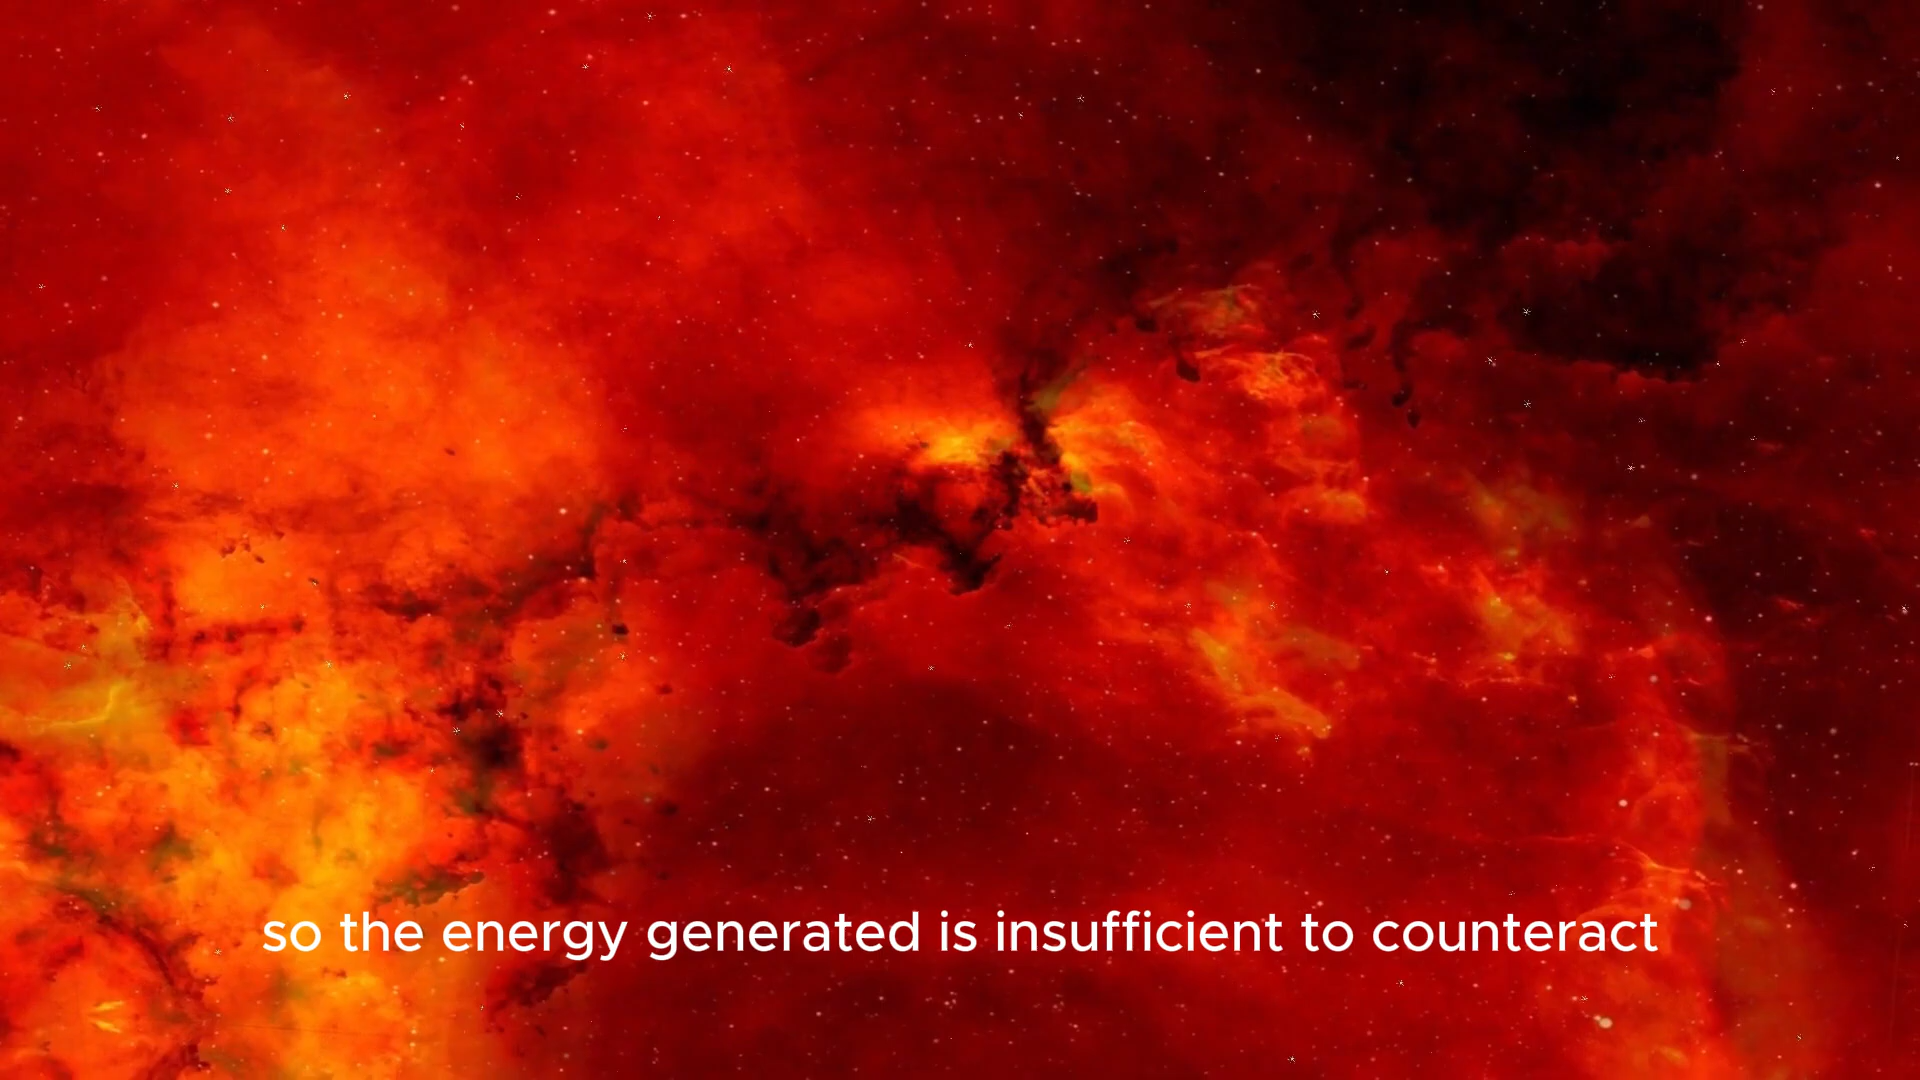 so the energy generated is insufficient to counteract